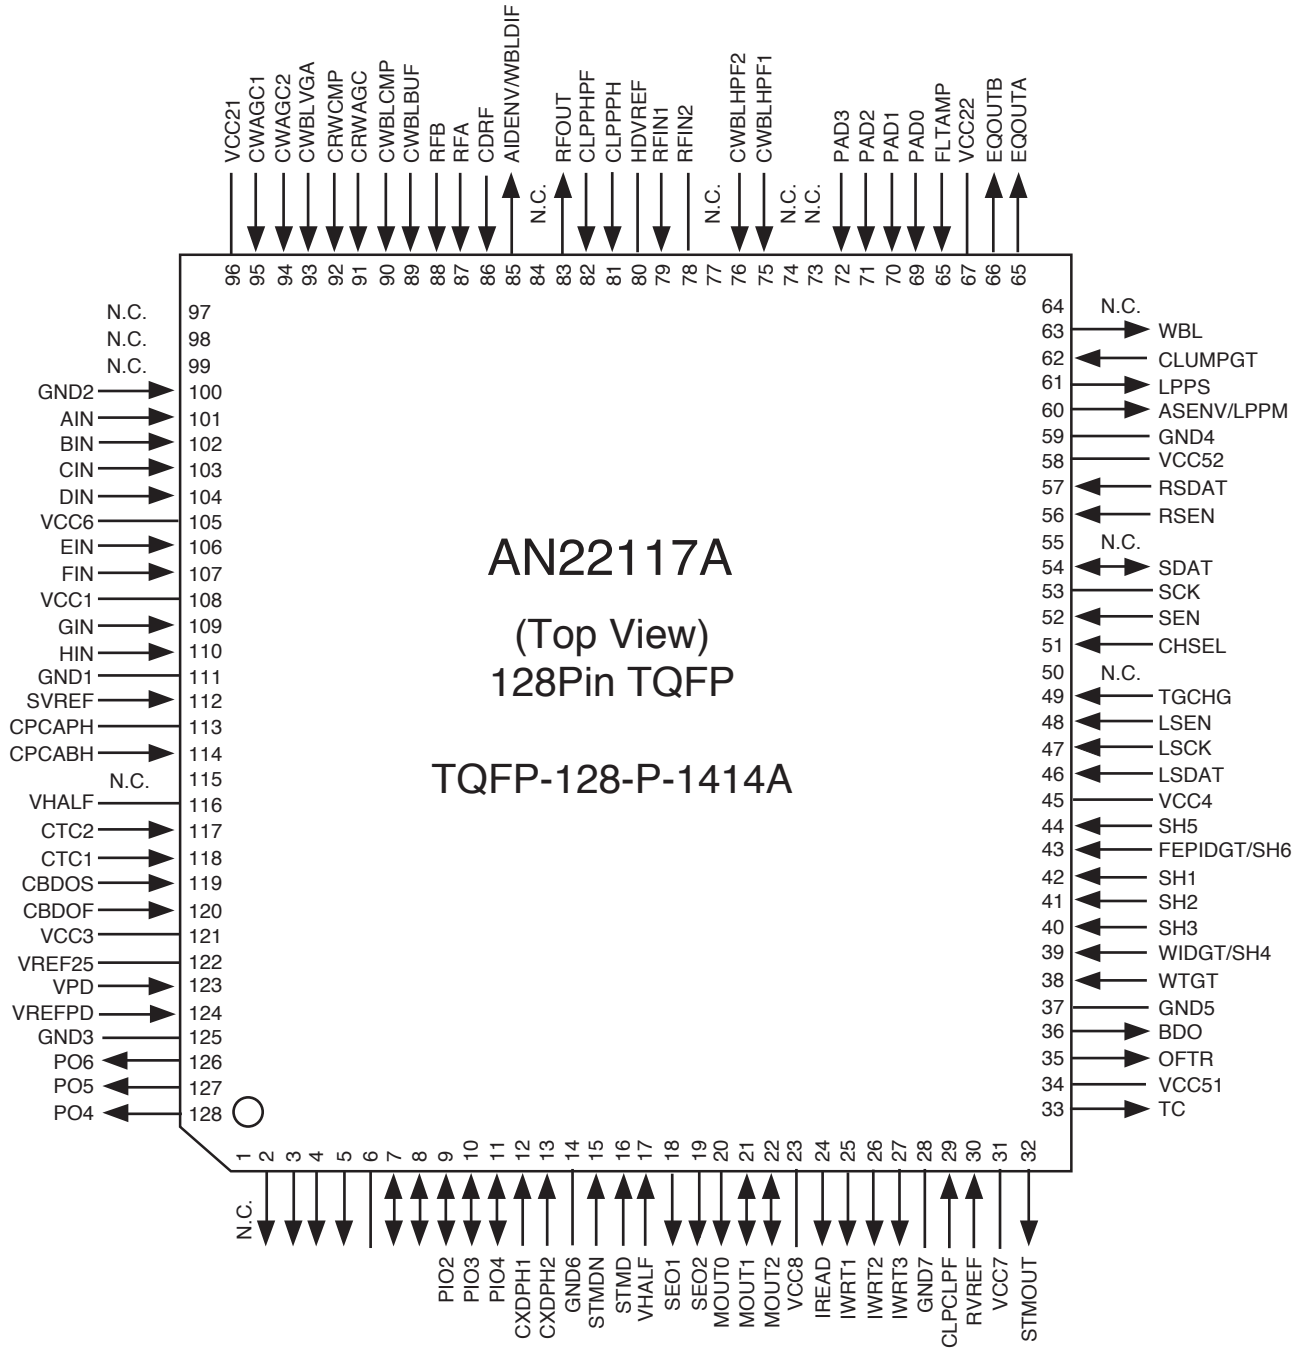 VCC21
CWAGC1
CWAGC2
CWBLVGA
CRWCMP
CRWAGC
CWBLCMP
CWBLBUF
RFB
RFA
CDRF
AIDENV/WBLDIF
N.C.
RFOUT
CLPPHPF
CLPPPH
HDVREF
RFIN1
RFIN2
N.C.
CWBLHPF2
CWBLHPF1
N.C.
N.C.
PAD3
PAD2
PAD1
PAD0
FLTAMP
VCC22
EQOUTB
EQOUTA
96 95 94 93 92 91 90 89 88 87 86 85 84 83 82 81 80 79 78 77 76 75 74 73 72 71 70 69 65 67 66 65
N.C. 97
N.C. 98
N.C. 99
GND2 100
AIN 101
BIN 102
CIN 103
DIN 104
VCC6 105
EIN 106
FIN 107
VCC1 108
GIN 109
HIN 110
GND1 111
SVREF 112
CPCAPH 113
CPCABH 114
N.C. 115
VHALF 116
CTC2 117
CTC1 118
CBDOS 119
CBDOF 120
VCC3 121
VREF25 122
VPD 123
VREFPD 124
GND3 125
PO6 126
PO5 127
PO4 128
AN22117A
(Top View)
128Pin TQFP
TQFP-128-P-1414A
64 N.C.
63 WBL
62 CLUMPGT
61 LPPS
60 ASENV/LPPM
59 GND4
58 VCC52
57 RSDAT
56 RSEN
55 N.C.
54 SDAT
53 SCK
52 SEN
51 CHSEL
50 N.C.
49 TGCHG
48 LSEN
47 LSCK
46 LSDAT
45 VCC4
44 SH5
43 FEPIDGT/SH6
42 SH1
41 SH2
40 SH3
39 WIDGT/SH4
38 WTGT
37 GND5
36 BDO
35 OFTR
34 VCC51
33 TC
1 2 3 4 5 6 7 8 9 10 11 12 13 14 15 16 17 18 19 20 21 22 23 24 25 26 27 28 29 30 31 32
N.C.
PIO2
PIO3
PIO4
CXDPH1
CXDPH2
GND6
STMDN
STMD
VHALF
SEO1
SEO2
MOUT0
MOUT1
MOUT2
VCC8
IREAD
IWRT1
IWRT2
IWRT3
GND7
CLPCLPF
RVREF
VCC7
STMOUT